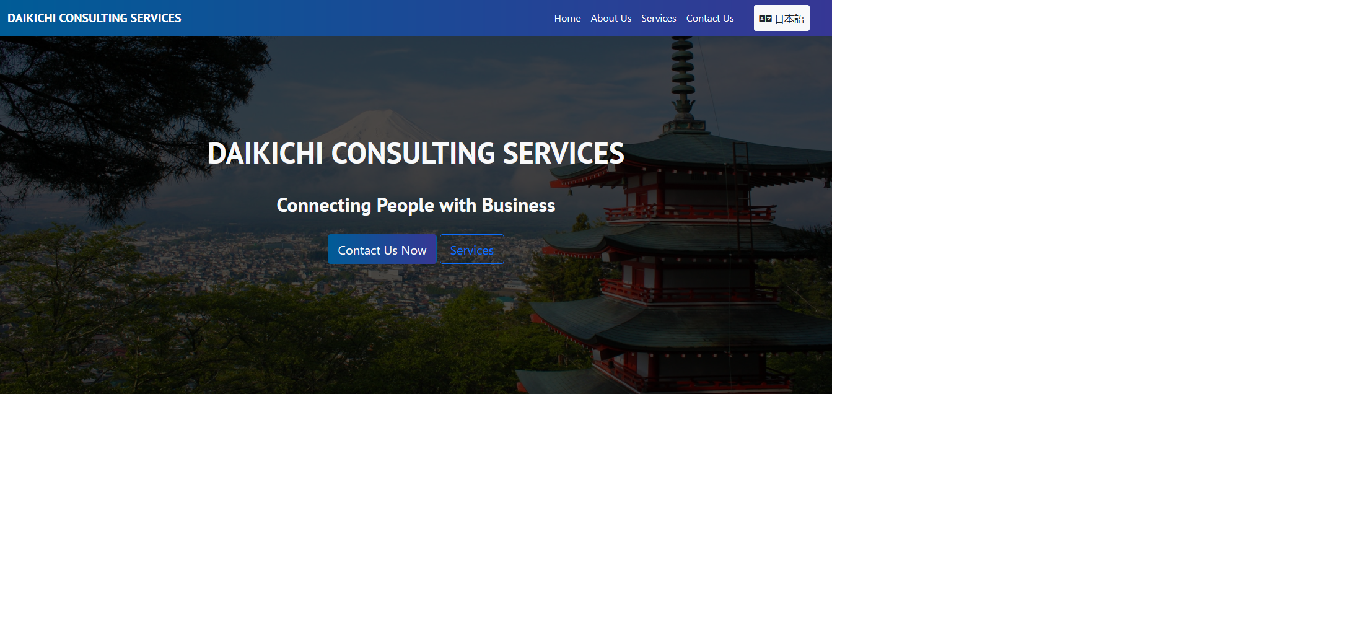 DAIKICHI CONSULTING SERVICES
Home About Us Services Contact Us 日本語
DAIKICHI CONSULTING SERVICES
Connecting People with Business
Contact Us Now Services